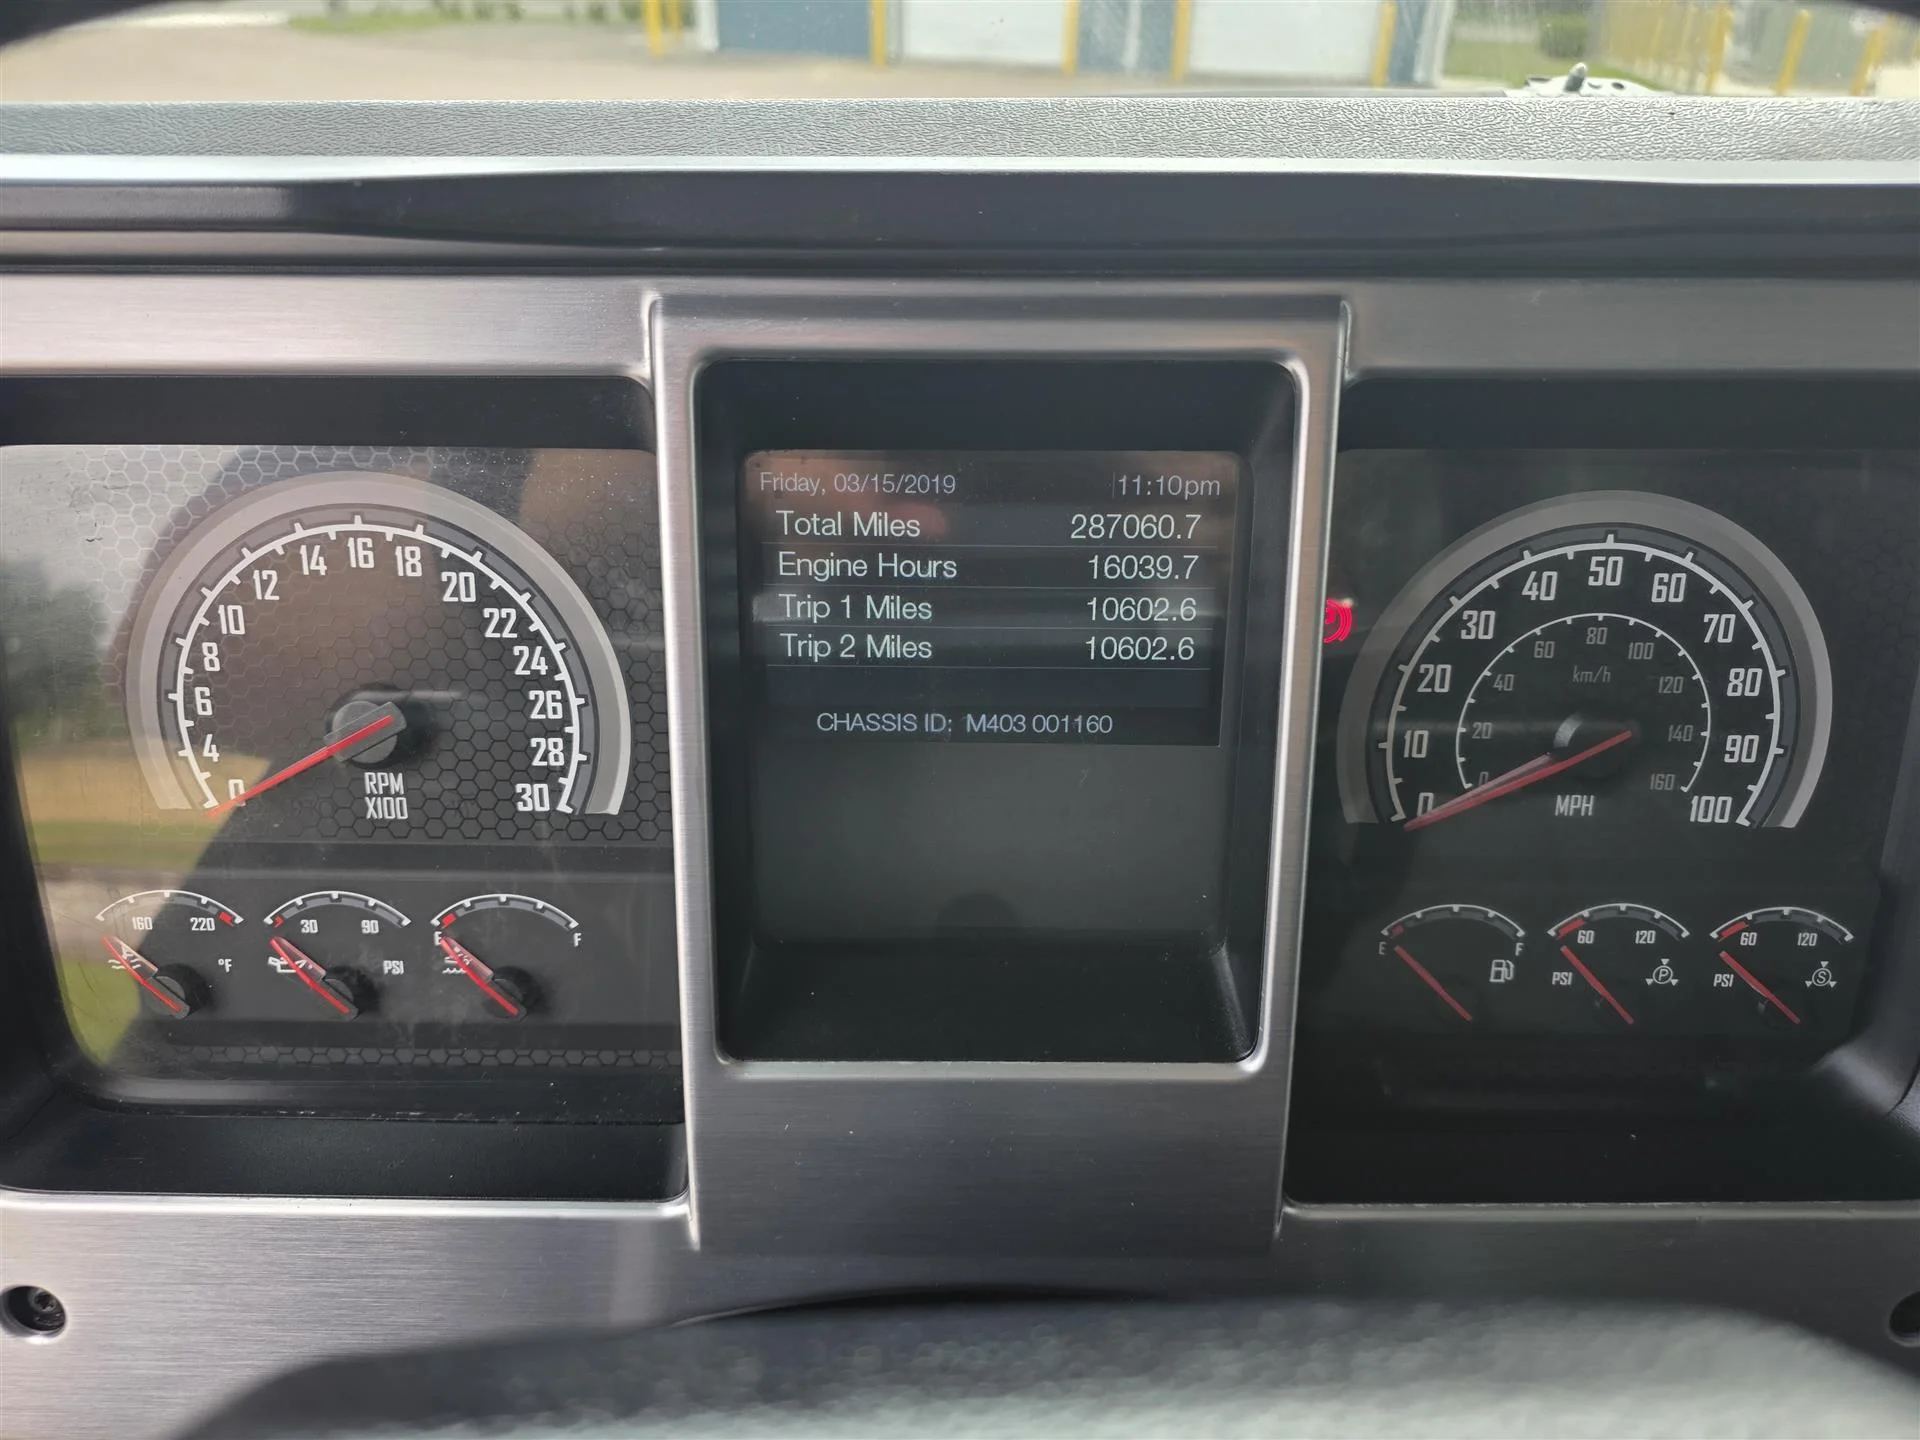 Friday, 03/15/2019 11:10pm
Total Miles 287060.7
Engine Hours 16039.7
Trip 1 Miles 10602.6
Trip 2 Miles 10602.6
CHASSIS ID: M403 001160
0 4 6 8 10 12 14 16 18 20 22 24 26 28 30
RPM
X100
160 220
°F
30 90
PSI
E F
0 10 20 30 40 50 60 70 80 90 100
0 20 40 60 80 100 120 140 160
km/h
MPH
E F
60 120
PSI P
60 120
PSI S